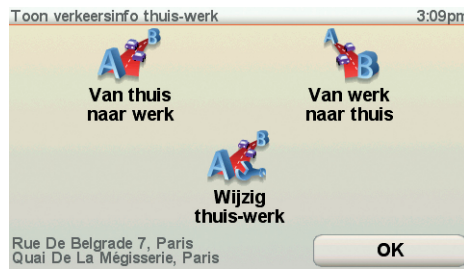 Toon verkeersinfo thuis-werk 3:09pm
A B
A B
Van thuis
naar werk
Van werk
naar thuis
A B
Wijzig
thuis-werk
Rue De Belgrade 7, Paris
Quai De La Mégisserie, Paris
OK